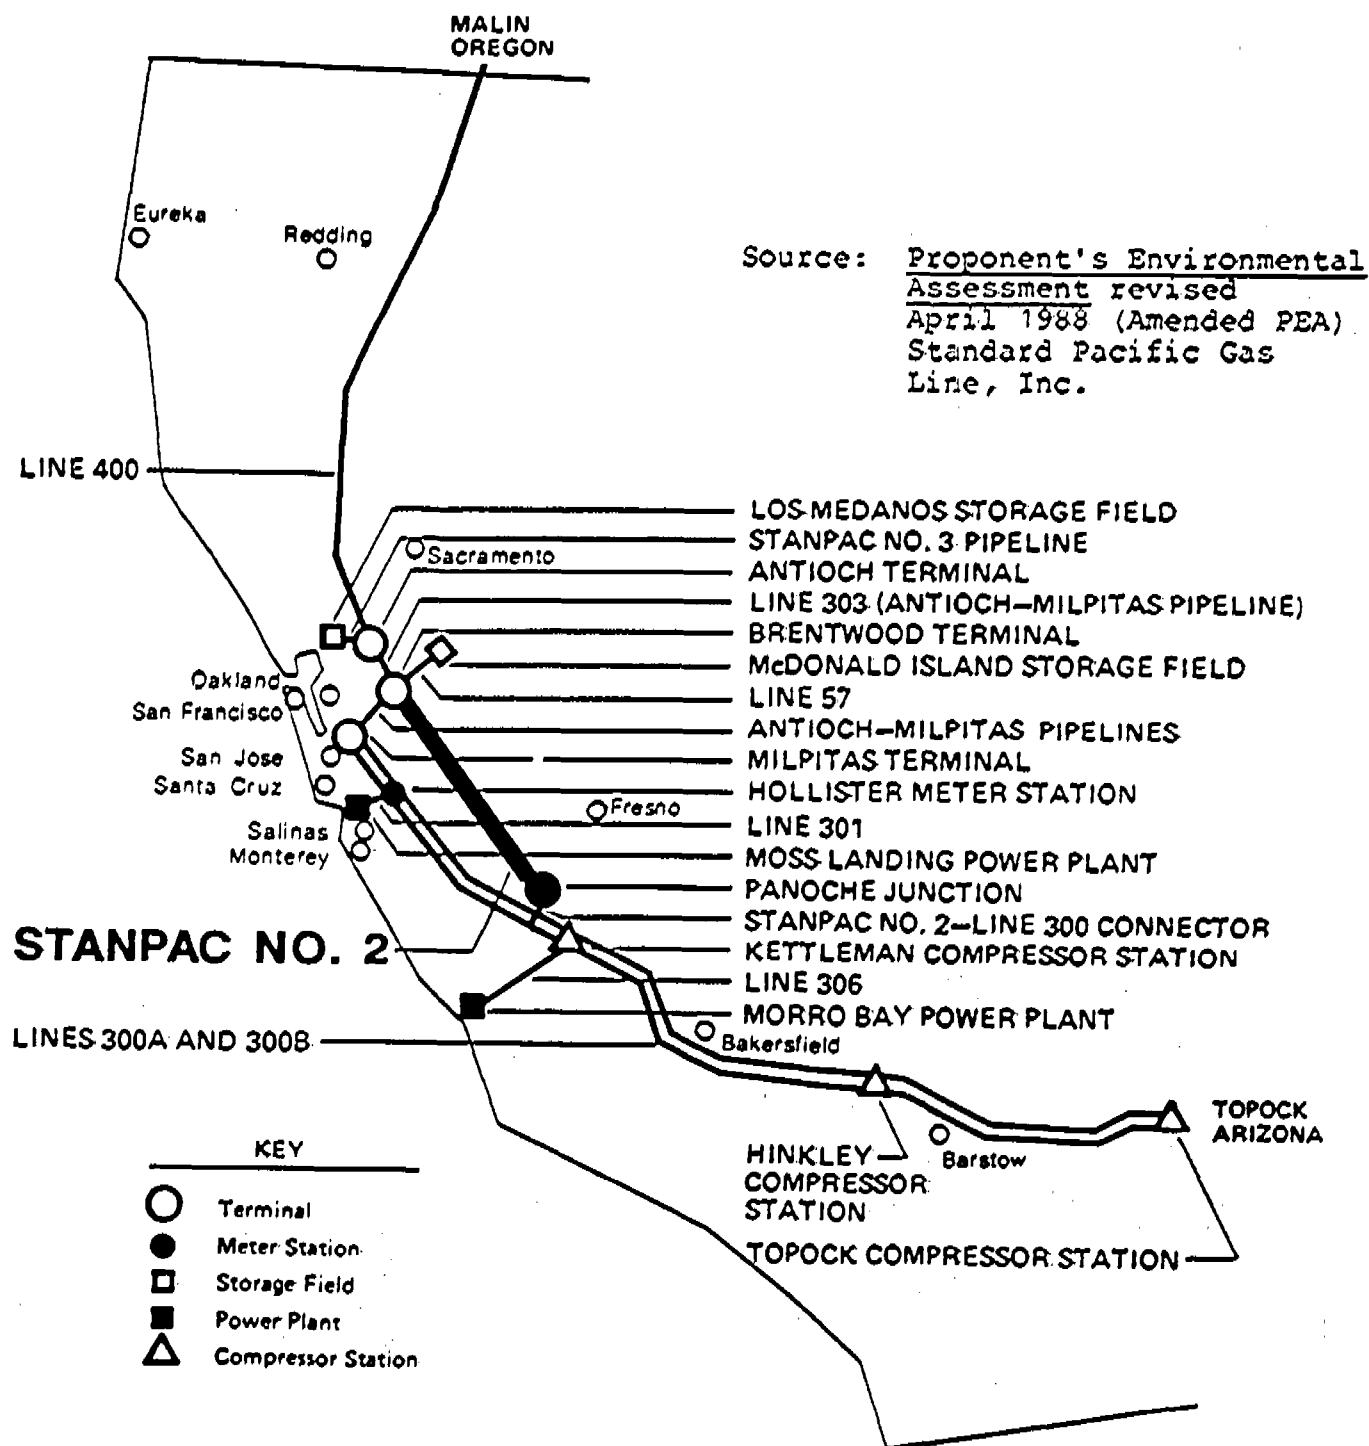 MALIN
OREGON
Eureka
Redding
Source: Proponent's Environmental
Assessment revised
April 1988 (Amended PEA)
Standard Pacific Gas
Line, Inc.
LINE 400
LOS MEDANOS STORAGE FIELD
STANPAC NO. 3 PIPELINE
Sacramento
ANTIOCH TERMINAL
LINE 303 (ANTIOCH-MILPITAS PIPELINE)
BRENTWOOD TERMINAL
McDONALD ISLAND STORAGE FIELD
Oakland
LINE 57
San Francisco
ANTIOCH-MILPITAS PIPELINES
San Jose
MILPITAS TERMINAL
Santa Cruz
HOLLISTER METER STATION
Fresno
Salinas
LINE 301
Monterey
MOSS LANDING POWER PLANT
PANOCHE JUNCTION
STANPAC NO. 2-LINE 300 CONNECTOR
STANPAC NO. 2
KETTLEMAN COMPRESSOR STATION
LINE 306
MORRO BAY POWER PLANT
LINES 300A AND 300B
Bakersfield
TOPOCK
ARIZONA
HINKLEY
COMPRESSOR
STATION
Barstow
TOPOCK COMPRESSOR STATION
KEY
Terminal
Meter Station
Storage Field
Power Plant
Compressor Station